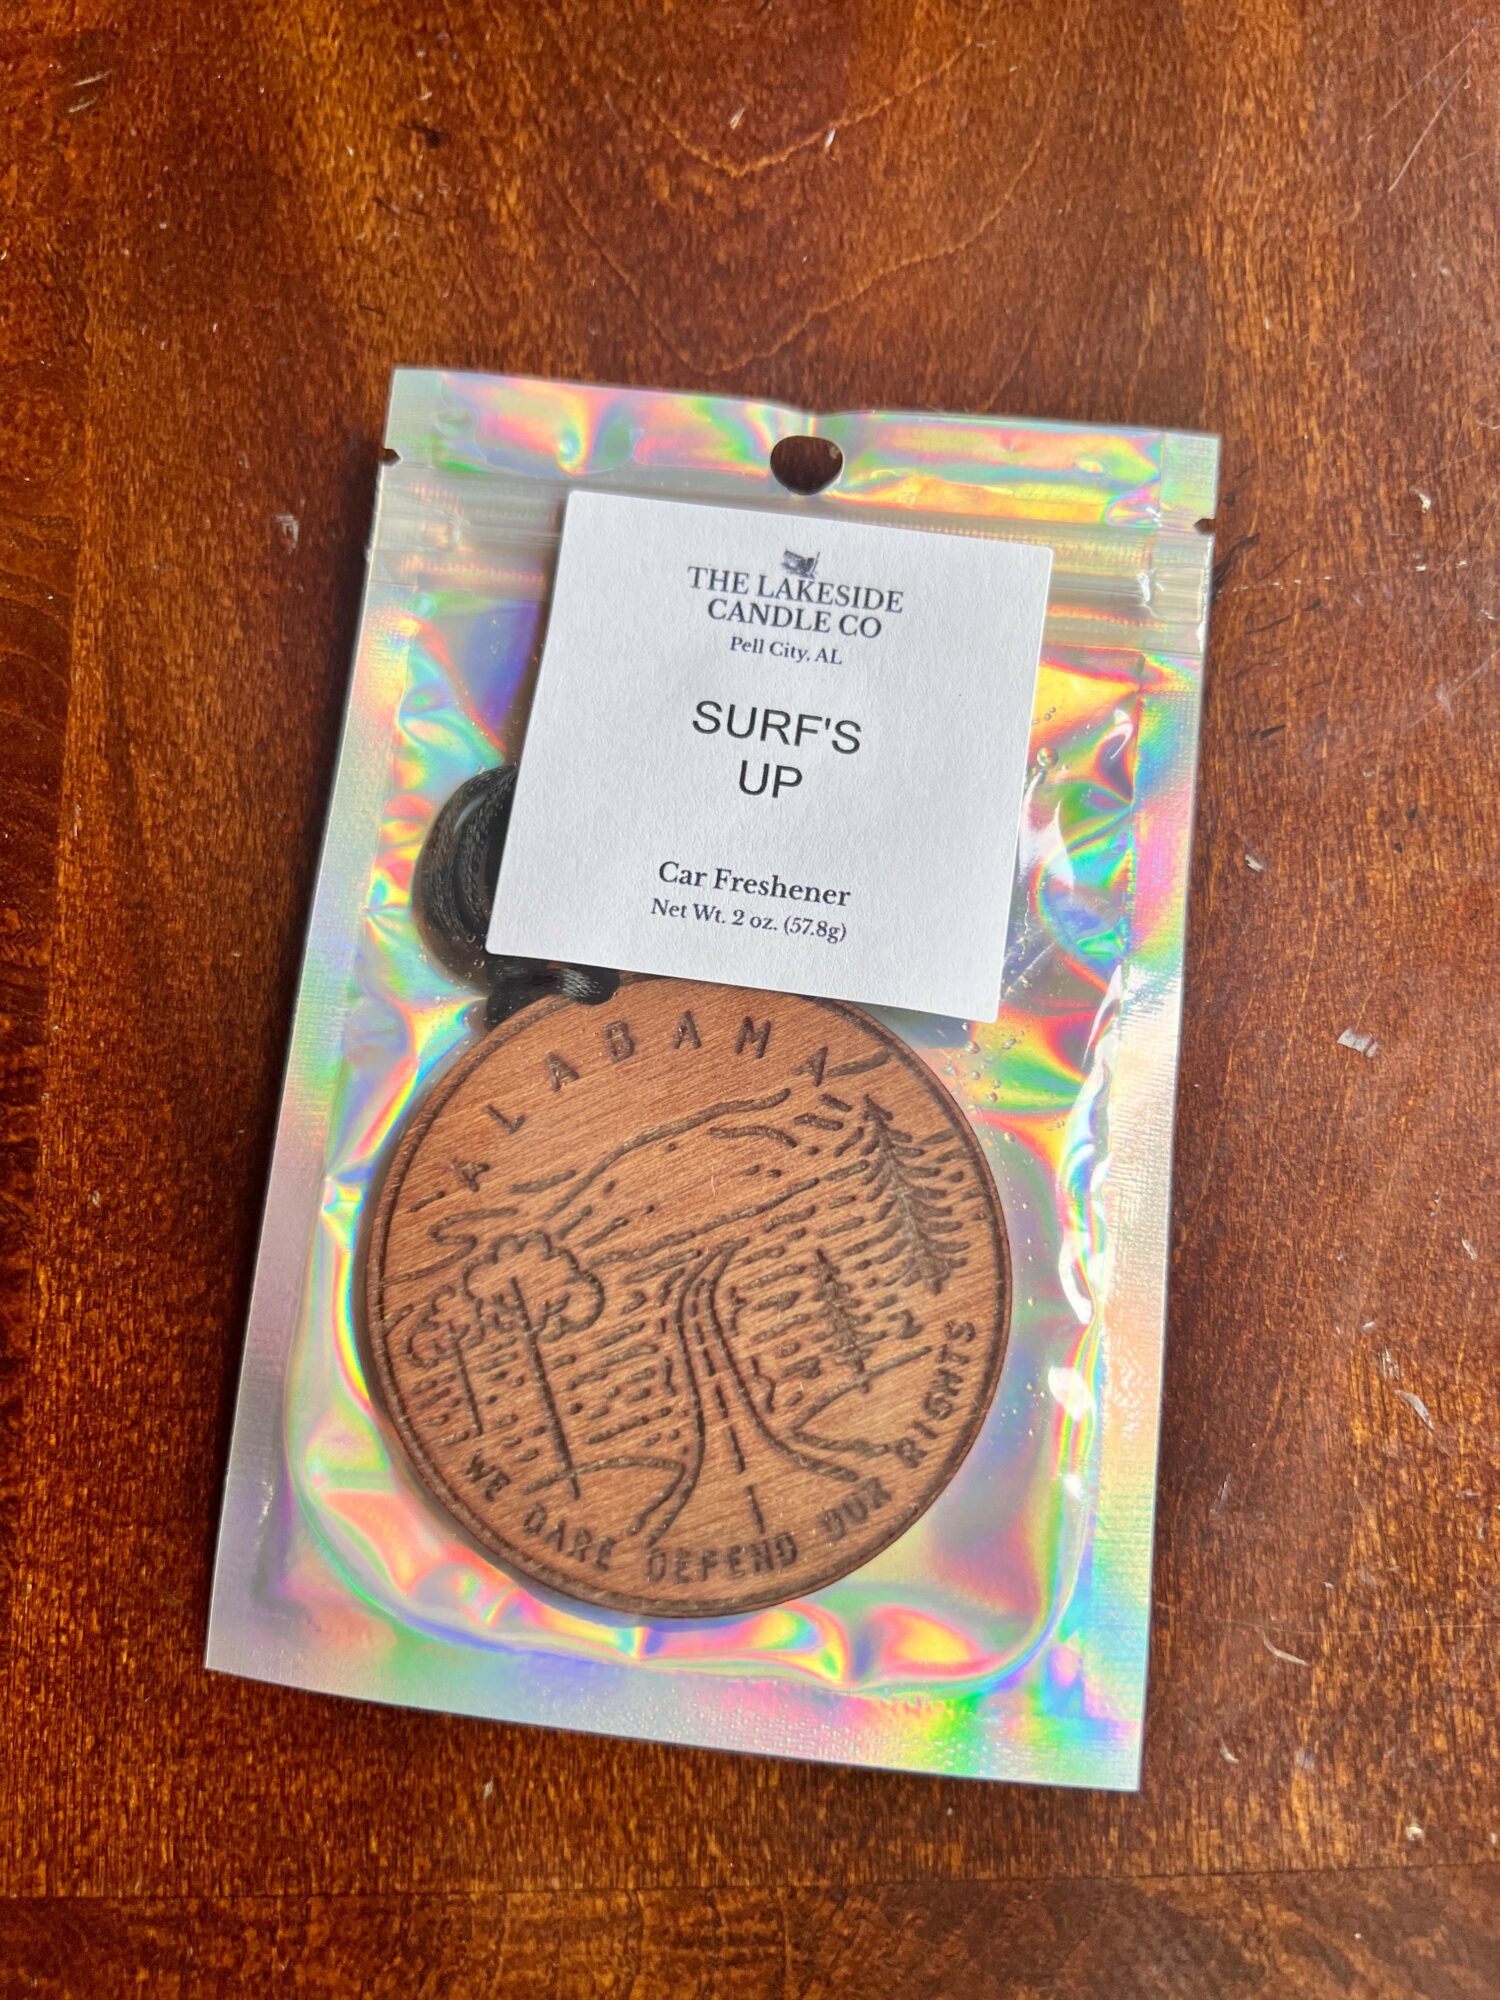 THE LAKESIDE
CANDLE CO
Pell City, AL
SURF'S
UP
Car Freshener
Net Wt. 2 oz. (57.8g)
ALABAMA
WE DARE DEFEND OUR RIGHTS